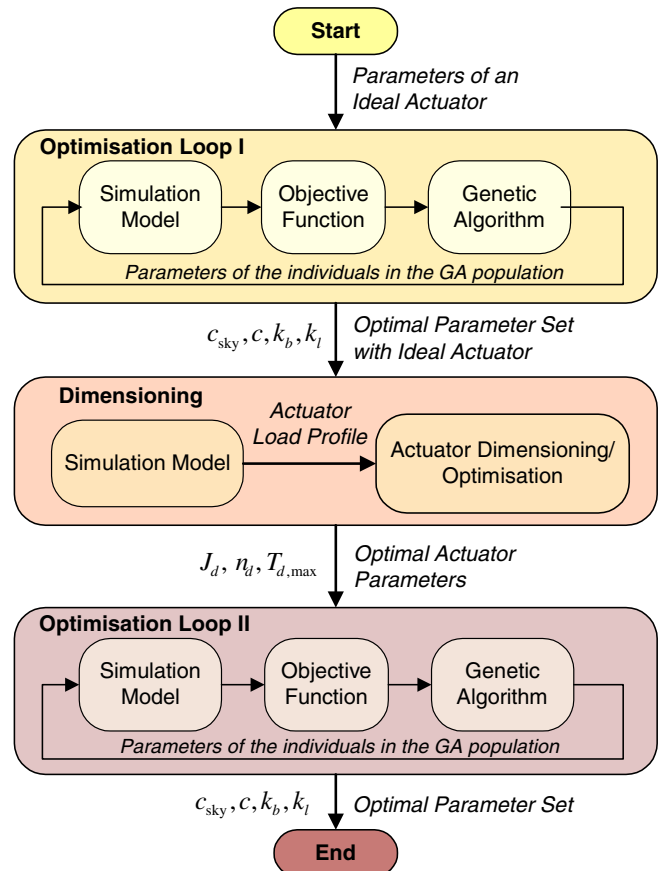 Start
Parameters of an
Ideal Actuator
Optimisation Loop I
Simulation
Model
Objective
Function
Genetic
Algorithm
Parameters of the individuals in the GA population
c_sky, c, k_b, k_l
Optimal Parameter Set
with Ideal Actuator
Dimensioning
Actuator
Load Profile
Simulation Model
Actuator Dimensioning/
Optimisation
J_d, n_d, T_d,max
Optimal Actuator
Parameters
Optimisation Loop II
Simulation
Model
Objective
Function
Genetic
Algorithm
Parameters of the individuals in the GA population
c_sky, c, k_b, k_l
Optimal Parameter Set
End